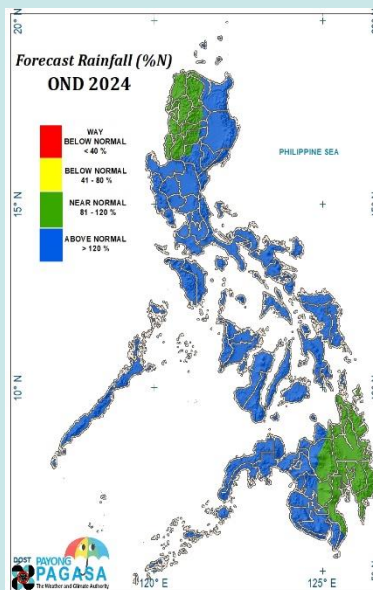 20° N
Forecast Rainfall (%N)
OND 2024
WAY
BELOW NORMAL
< 40 %
BELOW NORMAL
41 - 80 %
NEAR NORMAL
81 - 120 %
ABOVE NORMAL
> 120 %
PHILIPPINE SEA
15° N
10° N
DOST
PAYONG
PAGASA
The Weather and Climate Authority
120° E
125° E